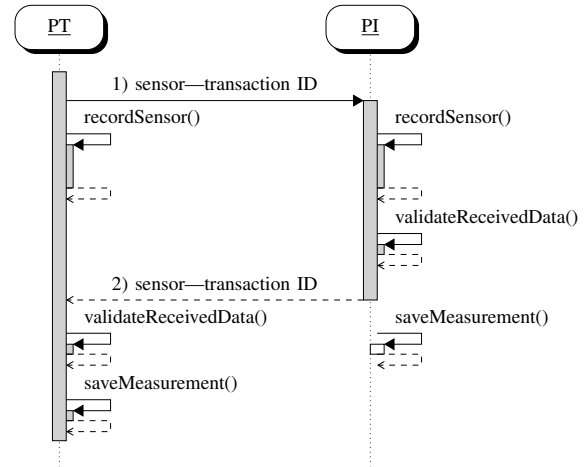 PT PI
1) sensor—transaction ID
recordSensor() recordSensor()
validateReceivedData()
2) sensor—transaction ID
validateReceivedData() saveMeasurement()
saveMeasurement()